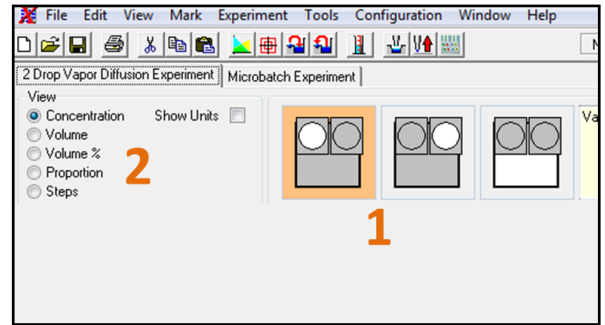 File Edit View Mark Experiment Tools Configuration Window Help
2 Drop Vapor Diffusion Experiment Microbatch Experiment
View
Concentration Show Units
Volume
Volume %
Proportion
Steps
2
1
Va